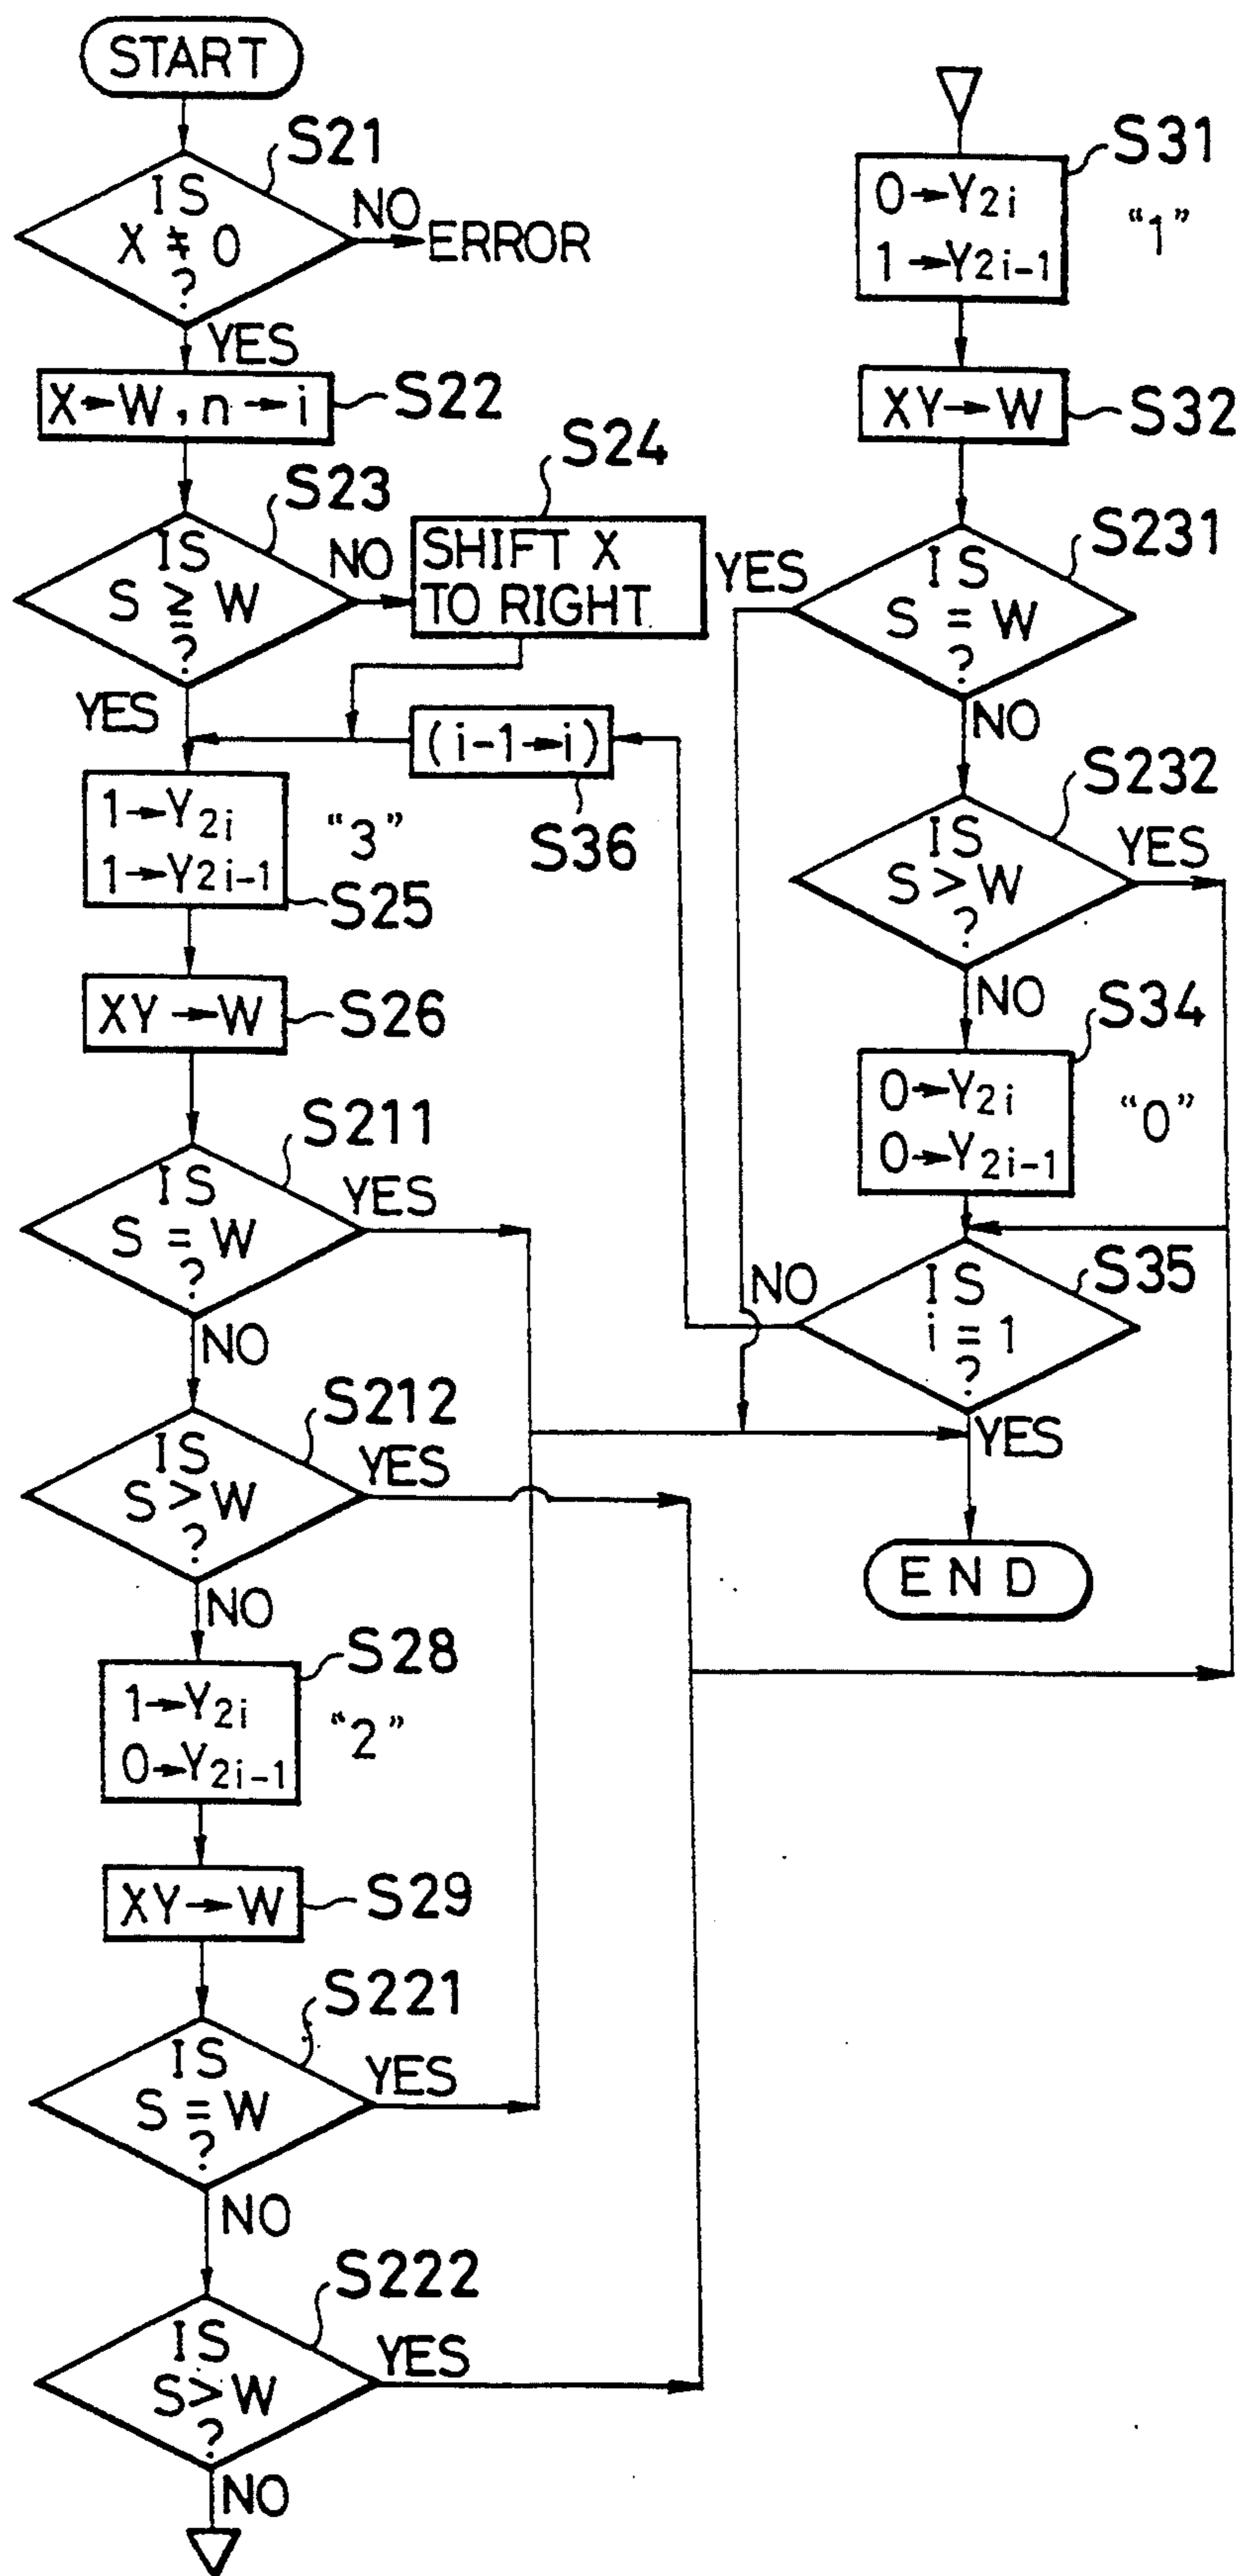 START
S21
IS
X ≠ 0
?
NO
ERROR
YES
X→W, n→i
S22
S23
IS
S ≧ W
?
NO
S24
SHIFT X
TO RIGHT
YES
(i-1→i)
S36
1→Y2i
1→Y2i-1
"3"
S25
XY→W
S26
S211
IS
S = W
?
YES
NO
S212
IS
S > W
?
YES
NO
S28
1→Y2i
0→Y2i-1
"2"
XY→W
S29
S221
IS
S = W
?
YES
NO
S222
IS
S > W
?
YES
NO
S31
0→Y2i
1→Y2i-1
"1"
XY→W
S32
S231
IS
S = W
?
YES
NO
S232
IS
S > W
?
YES
NO
S34
0→Y2i
0→Y2i-1
"0"
S35
IS
i = 1
?
NO
YES
END